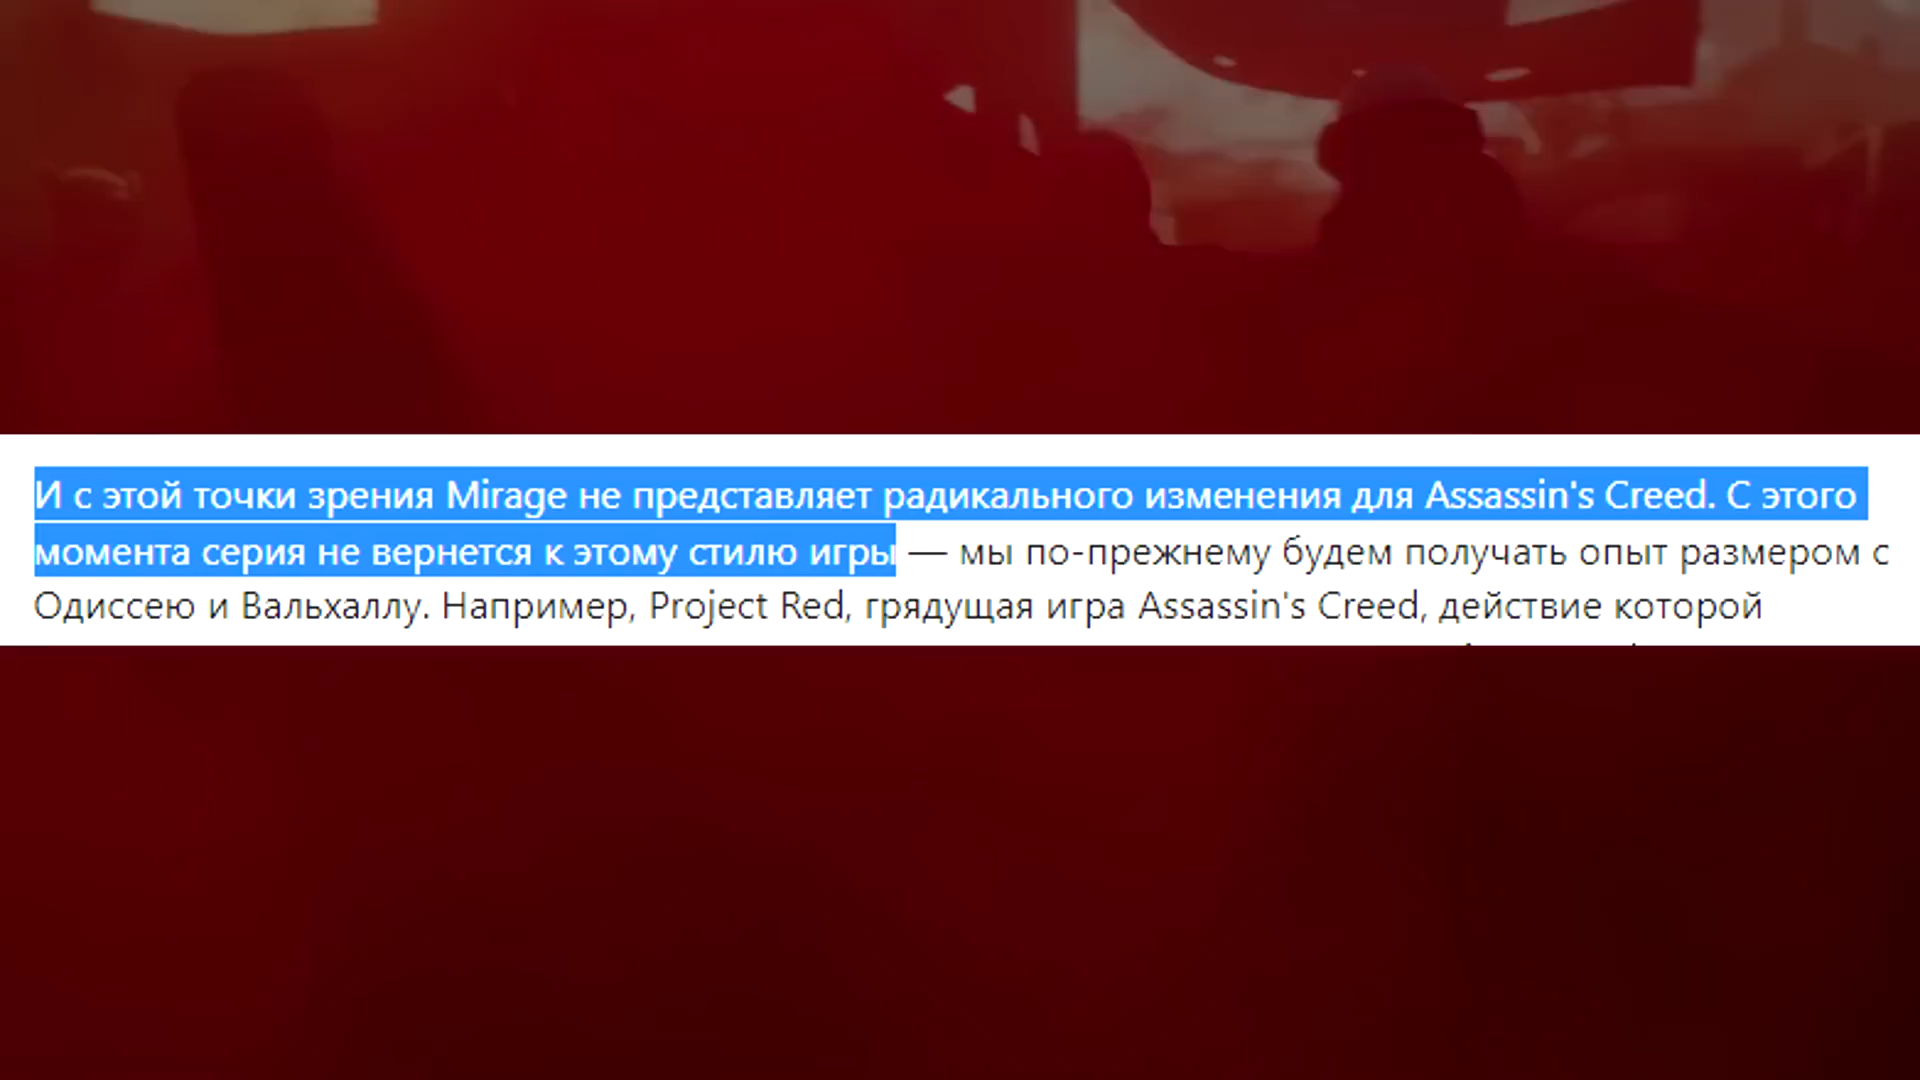 И с этой точки зрения Mirage не представляет радикального изменения для Assassin's Creed. С этого
момента серия не вернется к этому стилю игры — мы по-прежнему будем получать опыт размером с
Одиссею и Вальхаллу. Например, Project Red, грядущая игра Assassin's Creed, действие которой